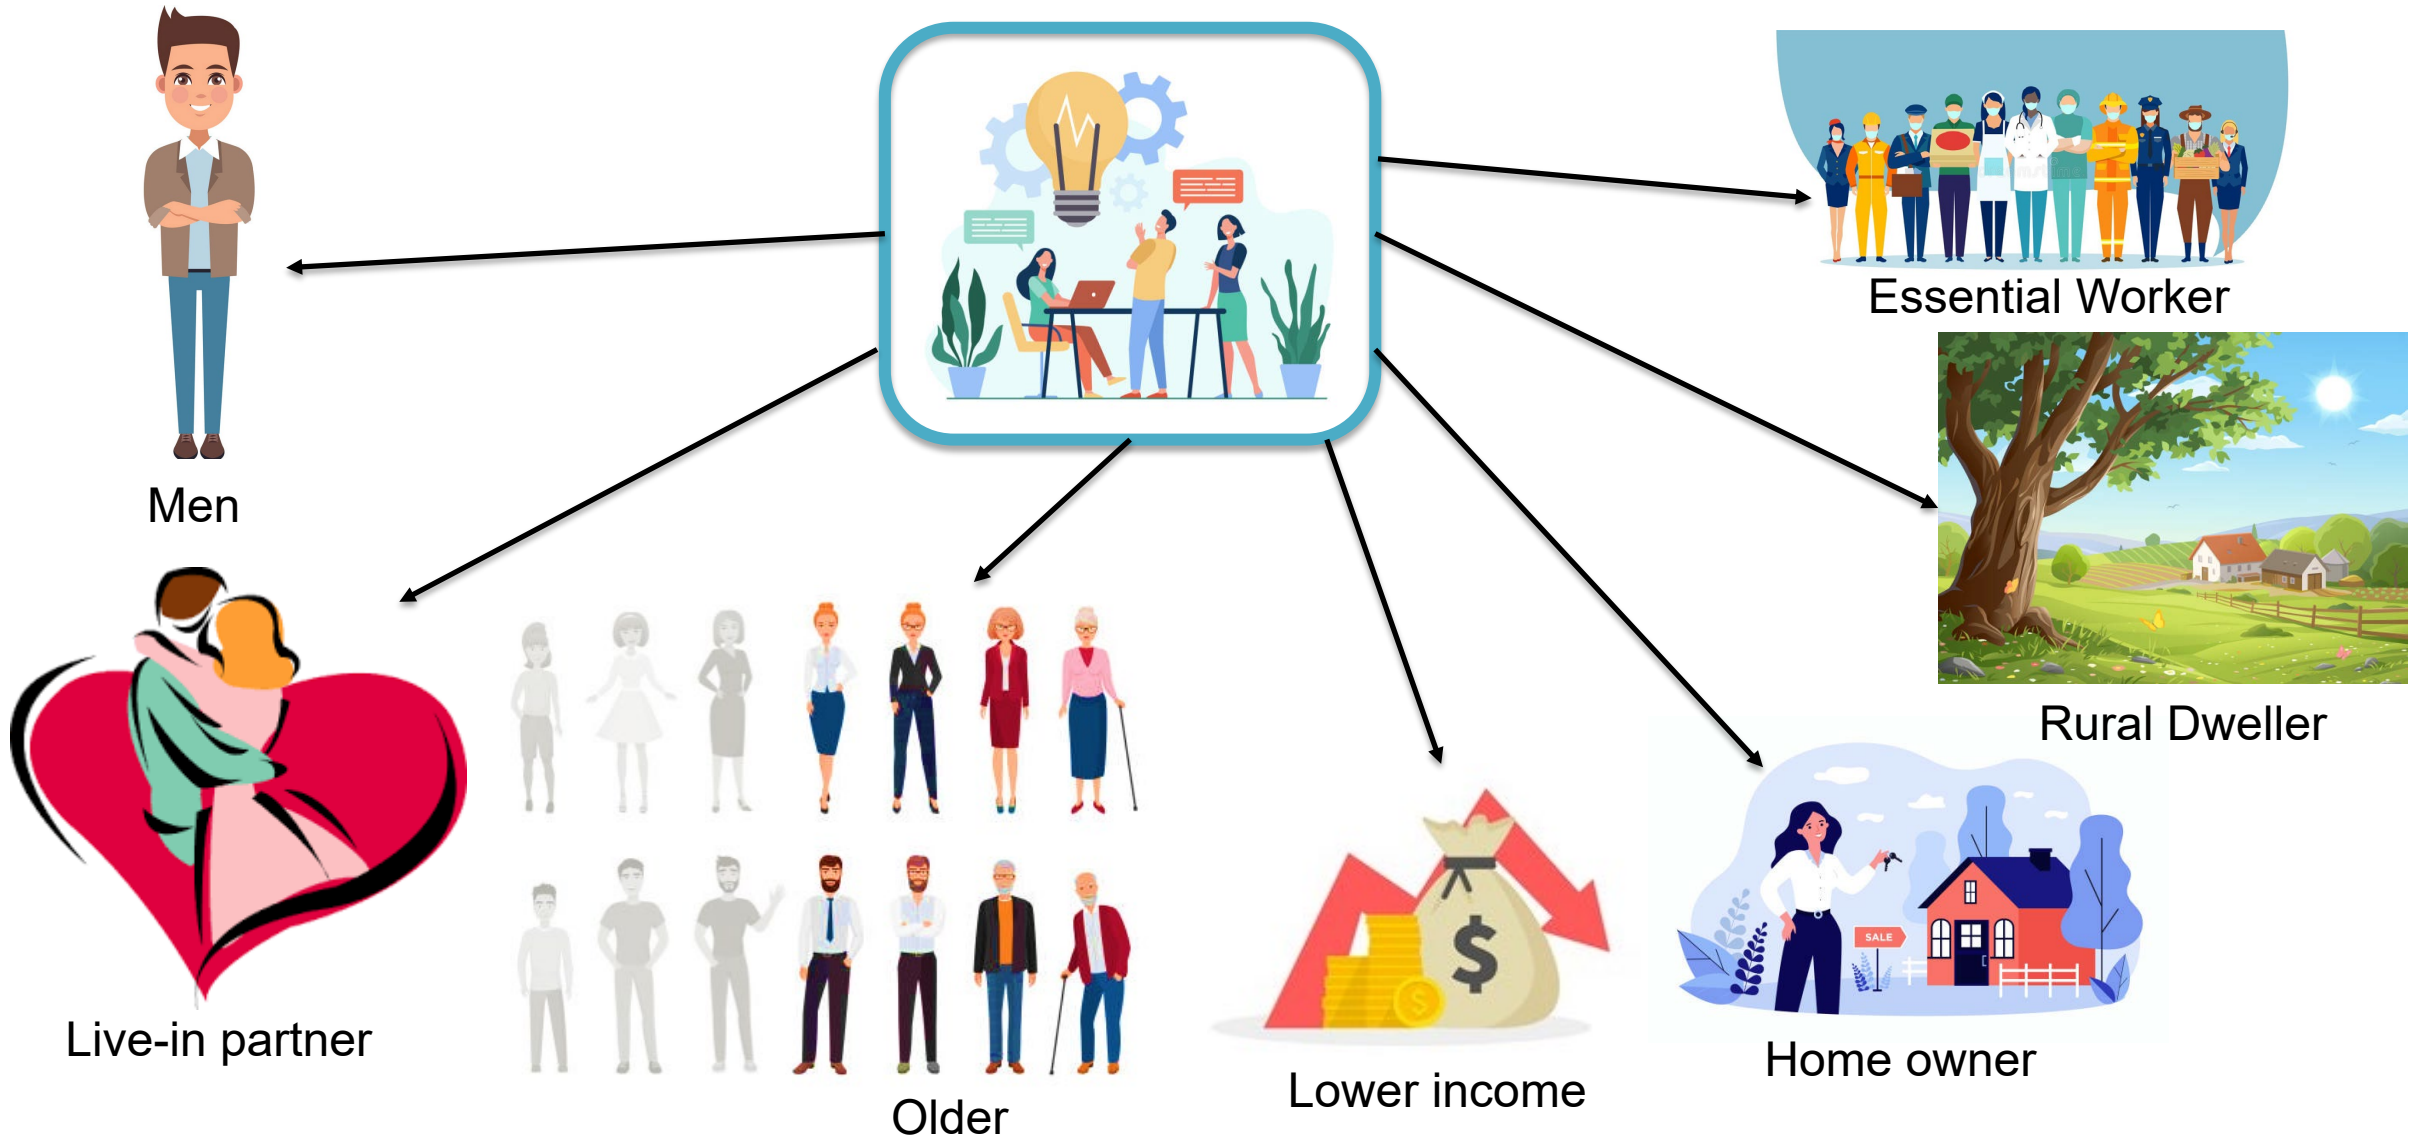 Essential Worker
Men
Rural Dweller
SALE
$
$
Live-in partner
Home owner
Lower income
Older